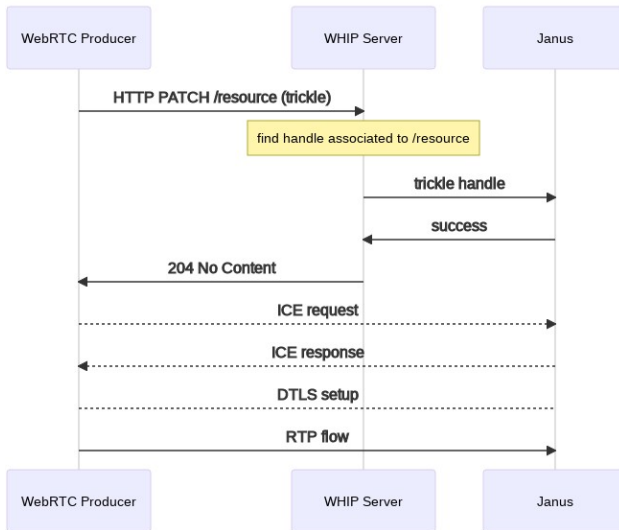 WebRTC Producer
WHIP Server
Janus
HTTP PATCH /resource (trickle)
find handle associated to /resource
trickle handle
success
204 No Content
ICE request
ICE response
DTLS setup
RTP flow
WebRTC Producer
WHIP Server
Janus